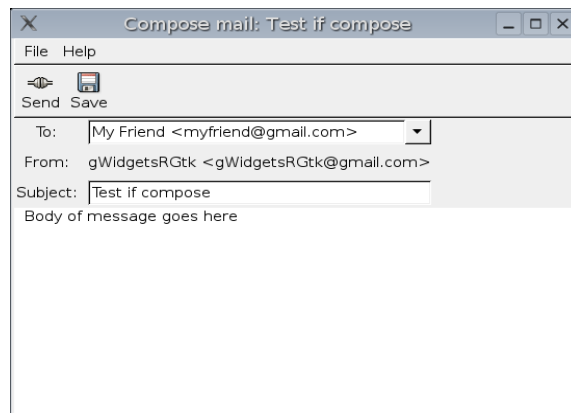 Compose mail: Test if compose
File Help
Send Save
To: My Friend <myfriend@gmail.com>
From: gWidgetsRGtk <gWidgetsRGtk@gmail.com>
Subject: Test if compose
Body of message goes here